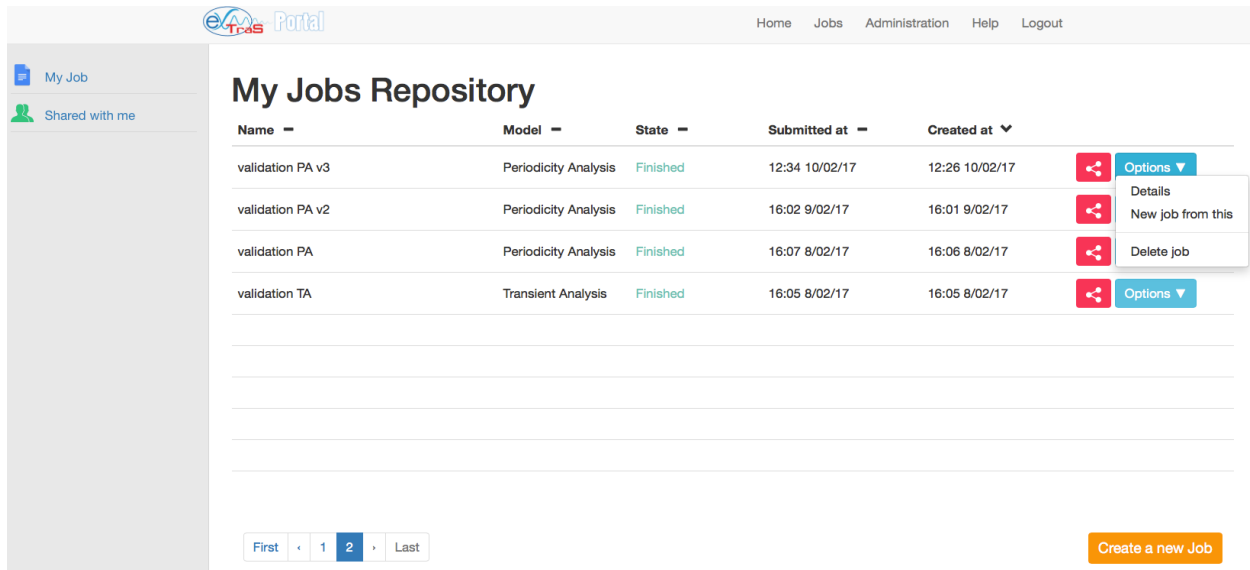 eXTraS Portal Home Jobs Administration Help Logout
My Job
Shared with me
My Jobs Repository
Name Model State Submitted at Created at
validation PA v3 Periodicity Analysis Finished 12:34 10/02/17 12:26 10/02/17 Options ▼
Details
validation PA v2 Periodicity Analysis Finished 16:02 9/02/17 16:01 9/02/17 New job from this
validation PA Periodicity Analysis Finished 16:07 8/02/17 16:06 8/02/17 Delete job
validation TA Transient Analysis Finished 16:05 8/02/17 16:05 8/02/17 Options ▼
First ‹ 1 2 › Last Create a new Job